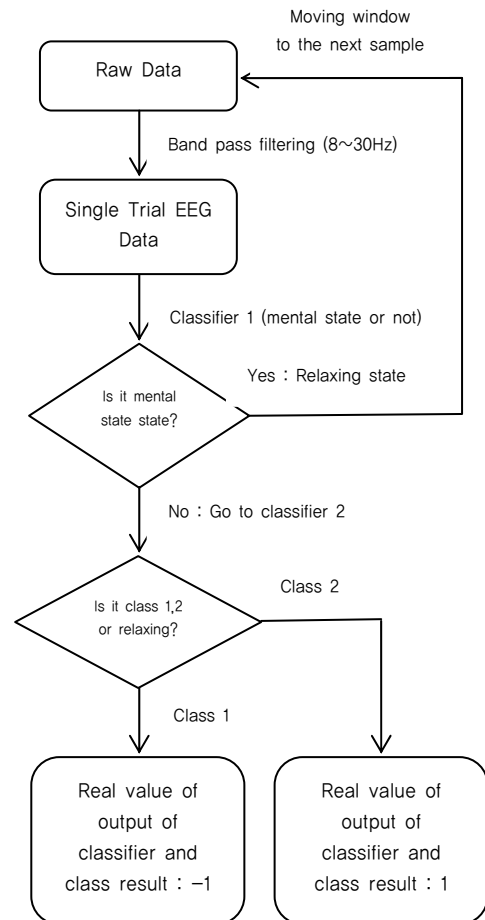 Moving window
to the next sample
Raw Data
Band pass filtering (8～30Hz)
Single Trial EEG
Data
Classifier 1 (mental state or not)
Yes : Relaxing state
Is it mental
state state?
No : Go to classifier 2
Is it class 1,2
or relaxing?
Class 2
Class 1
Real value of
output of
classifier and
class result : -1
Real value of
output of
classifier and
class result : 1